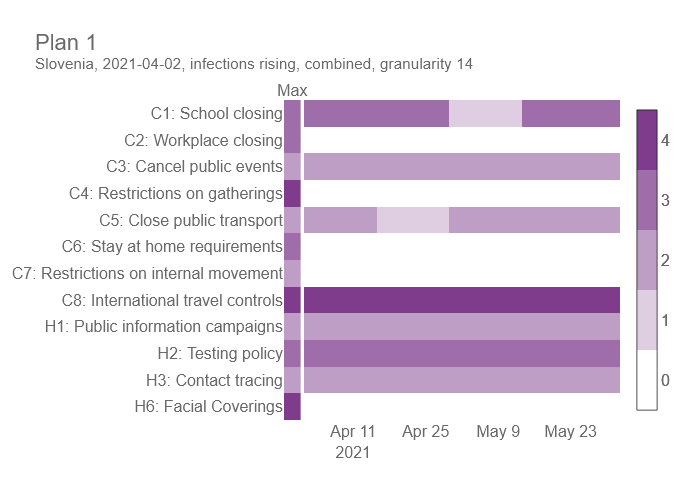 Plan 1
Slovenia, 2021-04-02, infections rising, combined, granularity 14
Max
C1: School closing
C2: Workplace closing
C3: Cancel public events
C4: Restrictions on gatherings
C5: Close public transport
C6: Stay at home requirements
C7: Restrictions on internal movement
C8: International travel controls
H1: Public information campaigns
H2: Testing policy
H3: Contact tracing
H6: Facial Coverings
4
3
2
1
0
Apr 11 Apr 25 May 9 May 23
2021